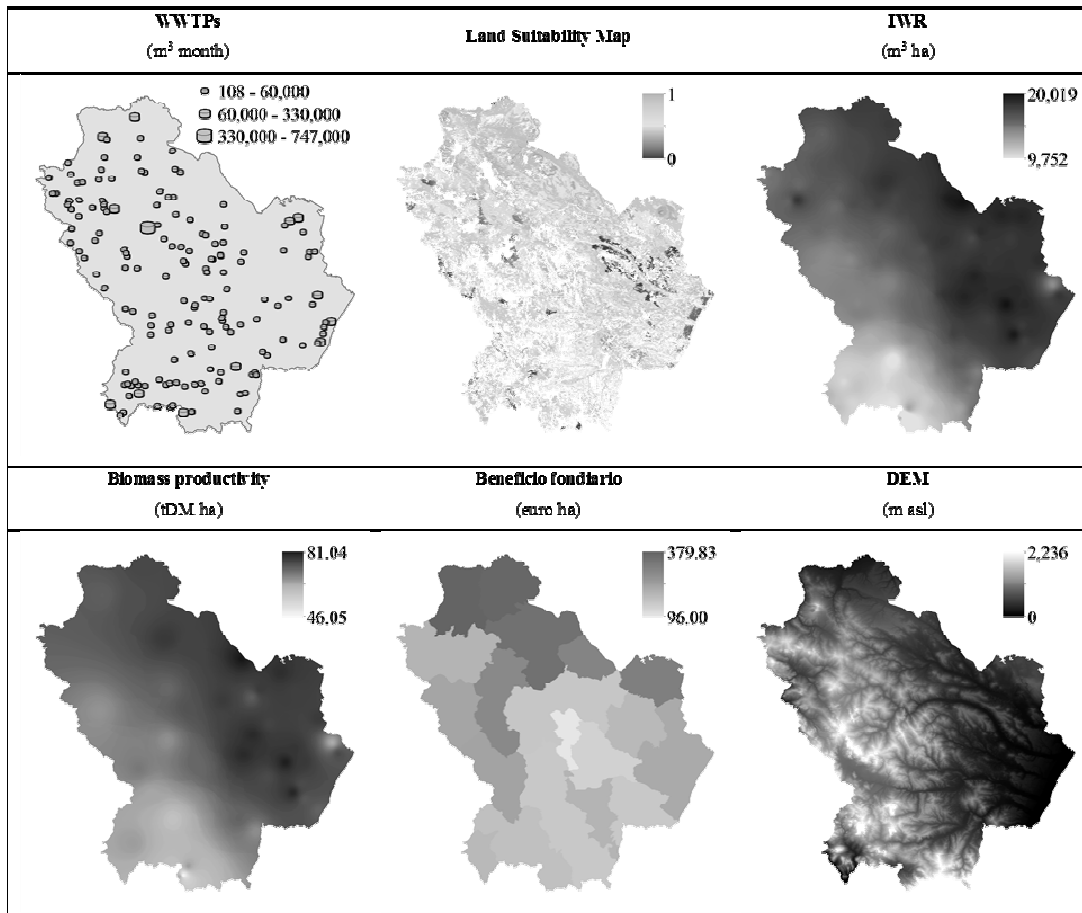 WWTPs
(m³ month)
Land Suitability Map
IWR
(m³ ha)
108 - 60,000
60,000 - 330,000
330,000 - 747,000
1
0
20,019
9,752
Biomass productivity
(tDM ha)
Beneficio fondiario
(euro ha)
DEM
(m asl)
81.04
46.05
379.83
96.00
2,236
0